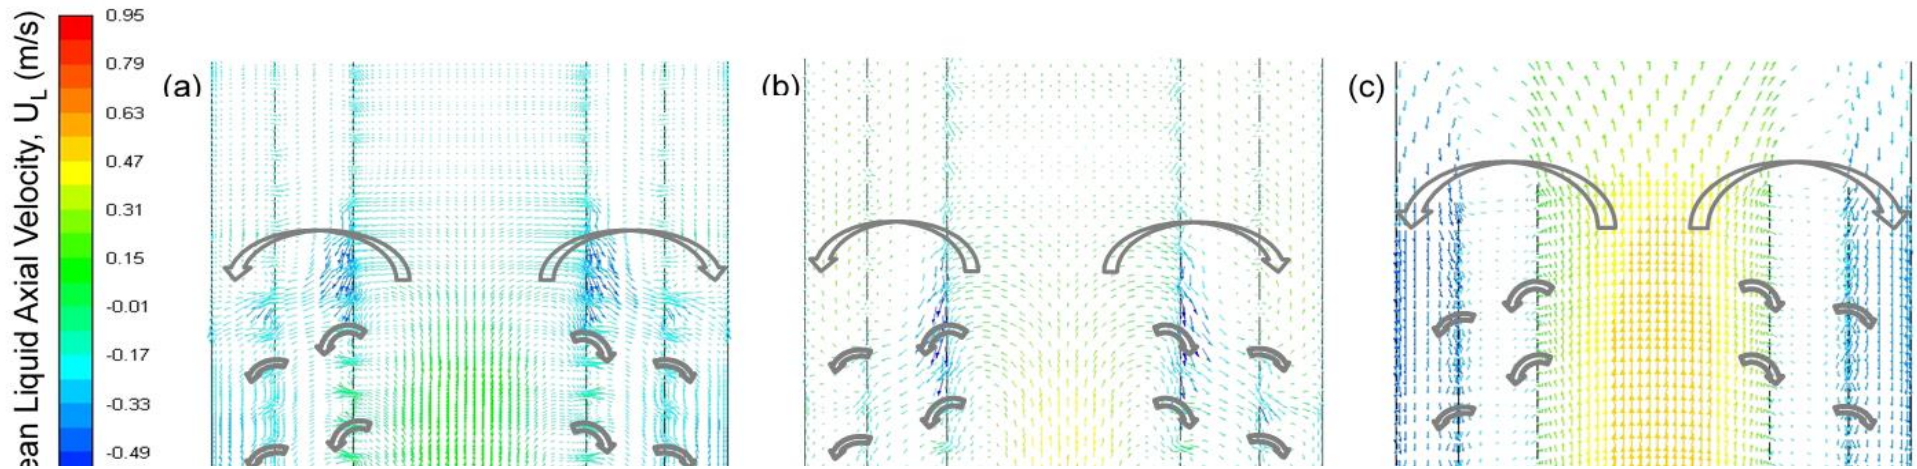 ean Liquid Axial Velocity, U_L (m/s)
0.95
0.79
0.63
0.47
0.31
0.15
-0.01
-0.17
-0.33
-0.49
(a)
(b)
(c)